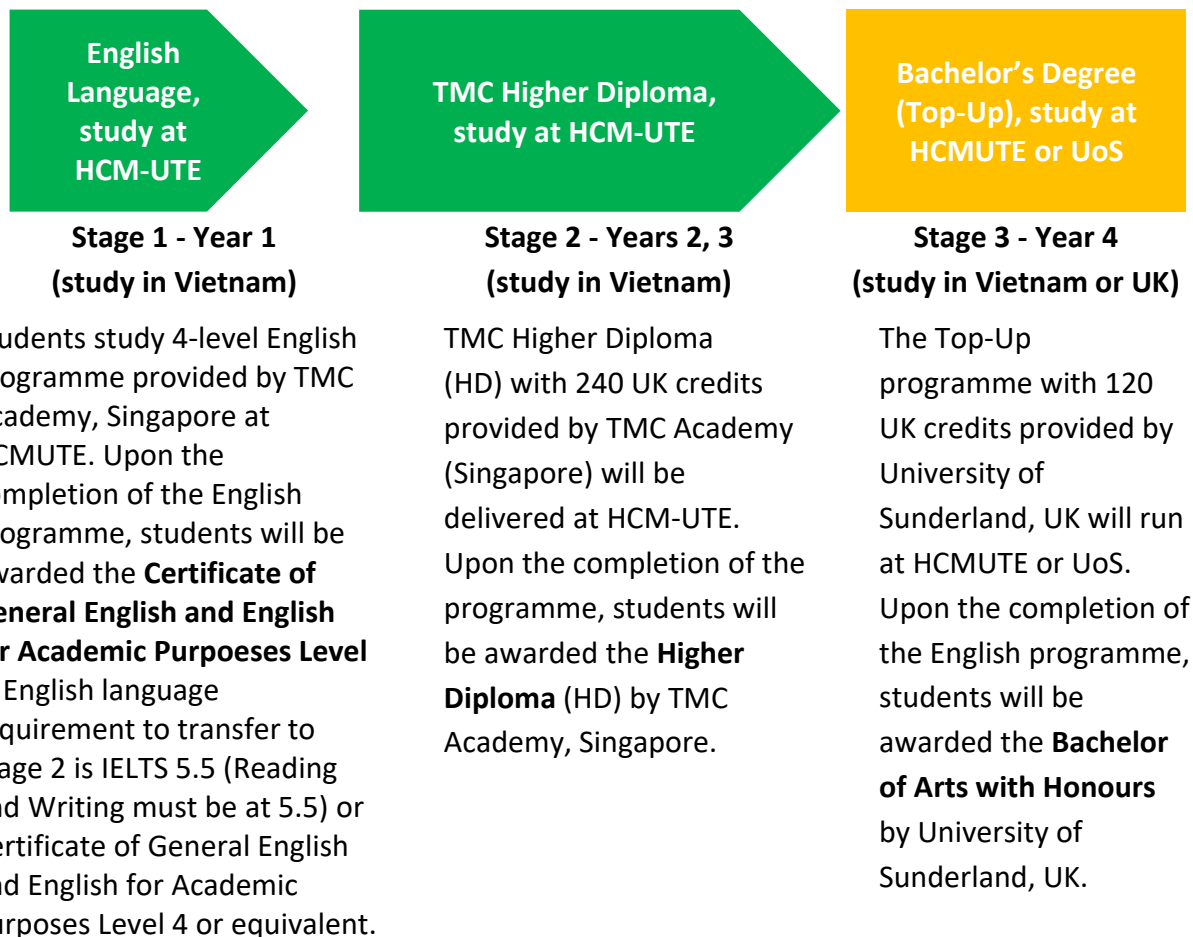 English
Language,
study at
HCM-UTE
TMC Higher Diploma,
study at HCM-UTE
Bachelor’s Degree
(Top-Up), study at
HCMUTE or UoS
Stage 1 - Year 1
(study in Vietnam)
Stage 2 - Years 2, 3
(study in Vietnam)
Stage 3 - Year 4
(study in Vietnam or UK)
udents study 4-level English
ogramme provided by TMC
cademy, Singapore at
CMUTE. Upon the
ompletion of the English
ogramme, students will be
warded the Certificate of
eneral English and English
r Academic Purpoeses Level
English language
quirement to transfer to
age 2 is IELTS 5.5 (Reading
nd Writing must be at 5.5) or
ertificate of General English
nd English for Academic
urposes Level 4 or equivalent.
TMC Higher Diploma
(HD) with 240 UK credits
provided by TMC Academy
(Singapore) will be
delivered at HCM-UTE.
Upon the completion of the
programme, students will
be awarded the Higher
Diploma (HD) by TMC
Academy, Singapore.
The Top-Up
programme with 120
UK credits provided by
University of
Sunderland, UK will run
at HCMUTE or UoS.
Upon the completion of
the English programme,
students will be
awarded the Bachelor
of Arts with Honours
by University of
Sunderland, UK.